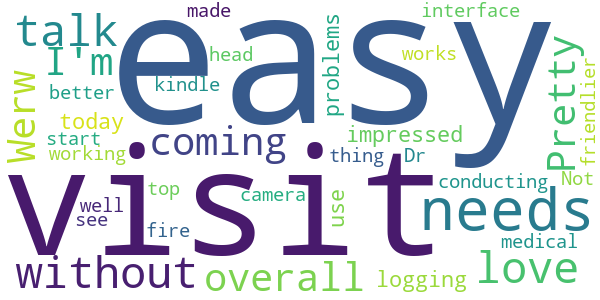 made
interface
easy
talk
I'm
head
problems
works
Pretty
friendlier
Werw
better
kindle
today
start
working
coming
impressed
thing
Dr
visit
top
camera
use
conducting
Not
well
see
fire
needs
medical
without
overall
logging
love